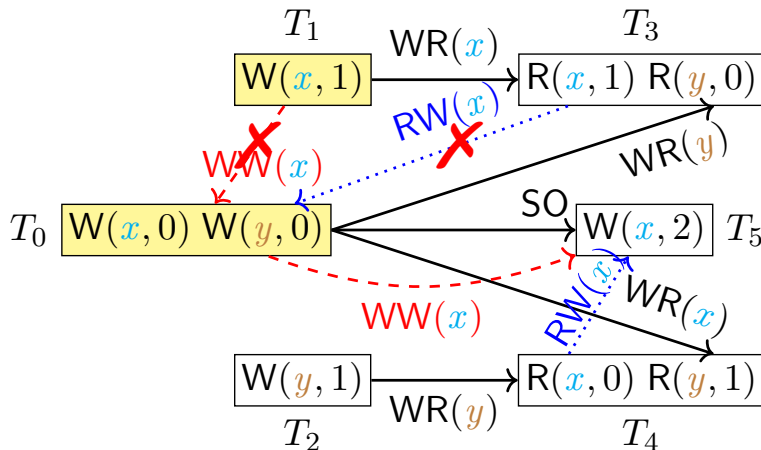 T1 T3
W(x, 1) WR(x) R(x, 1) R(y, 0)
RW(x)
WW(x) WR(y)
SO
T0 W(x, 0) W(y, 0) W(x, 2) T5
WW(x) RW(x) WR(x)
W(y, 1) WR(y) R(x, 0) R(y, 1)
T2 T4